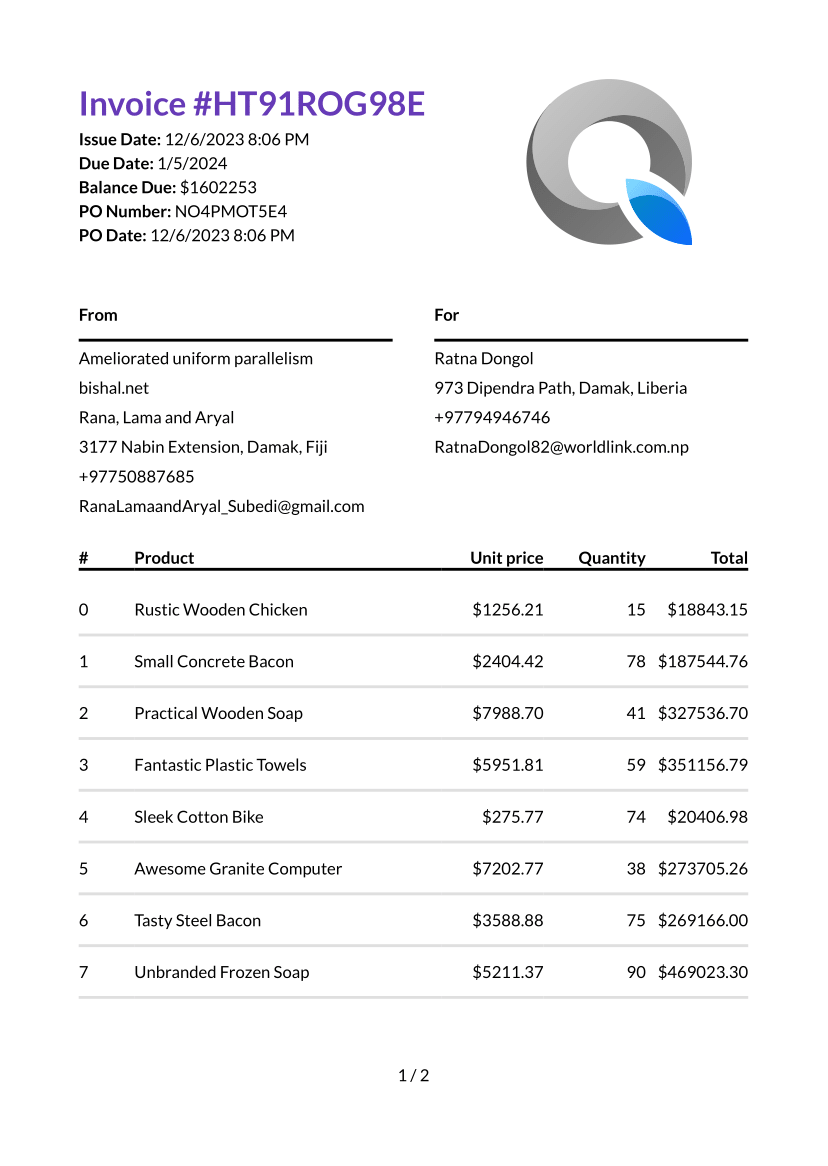 Invoice #HT91ROG98E
Issue Date: 12/6/2023 8:06 PM
Due Date: 1/5/2024
Balance Due: $1602253
PO Number: NO4PMOT5E4
PO Date: 12/6/2023 8:06 PM
From
Ameliorated uniform parallelism
bishal.net
Rana, Lama and Aryal
3177 Nabin Extension, Damak, Fiji
+97750887685
RanaLamaandAryal_Subedi@gmail.com
For
Ratna Dongol
973 Dipendra Path, Damak, Liberia
+97794946746
RatnaDongol82@worldlink.com.np
# Product Unit price Quantity Total
0 Rustic Wooden Chicken $1256.21 15 $18843.15
1 Small Concrete Bacon $2404.42 78 $187544.76
2 Practical Wooden Soap $7988.70 41 $327536.70
3 Fantastic Plastic Towels $5951.81 59 $351156.79
4 Sleek Cotton Bike $275.77 74 $20406.98
5 Awesome Granite Computer $7202.77 38 $273705.26
6 Tasty Steel Bacon $3588.88 75 $269166.00
7 Unbranded Frozen Soap $5211.37 90 $469023.30
1 / 2